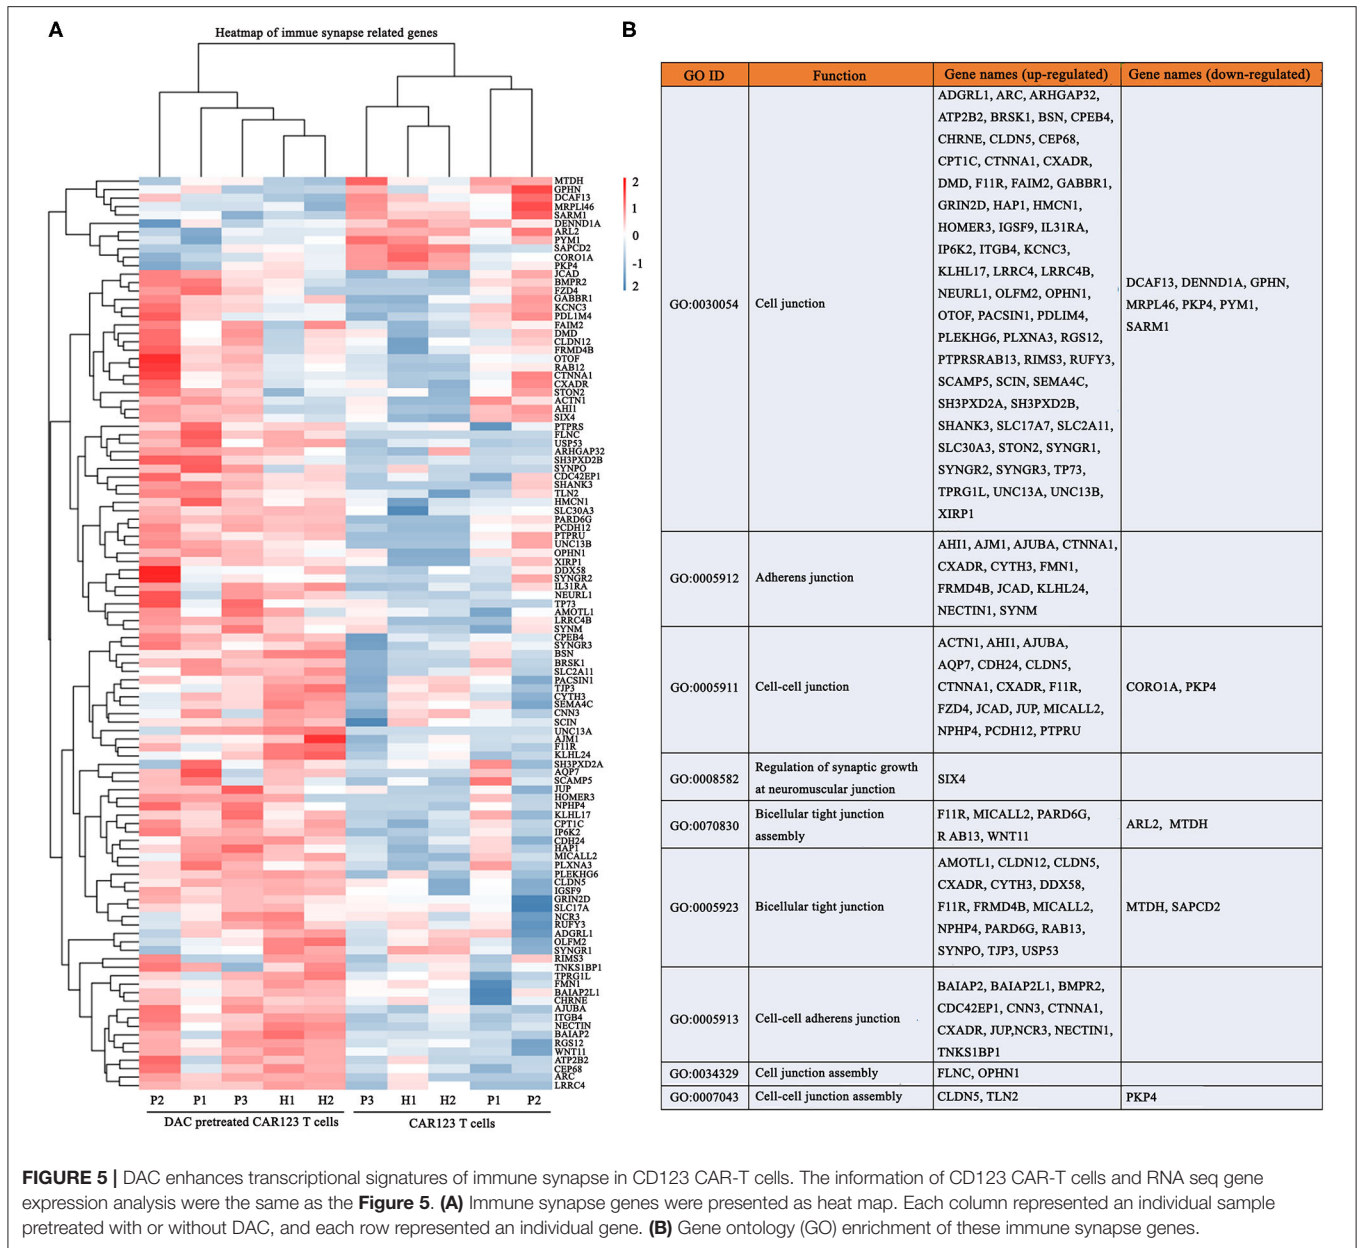 A
Heatmap of immue synapse related genes
MTDH
GPHN
DCAF13
MRPLl46
SARM1
DENND1A
ARL2
PYM1
SAPCD2
CORO1A
PKP4
JCAD
BMPR2
FZD4
GABBR1
KCNC3
PDL1M4
FAIM2
DMD
CLDN12
FRMD4B
OTOF
RAB12
CTNNA1
CXADR
STON2
ACTN1
AHI1
SIX4
PTPRS
FLNC
USP53
ARHGAP32
SH3PXD2B
SYNPO
CDC42EP1
SHANK3
TLN2
HMCN1
SLC30A3
PARD6G
PCDH12
PTPRU
UNC13B
OPHN1
XIRP1
DDX58
SYNGR2
IL31RA
NEURL1
TP73
AMOTL1
LRRC4B
SYNM
CPEB4
SYNGR3
BSN
BRSK1
SLC2A11
PACSIN1
TJP3
CYTH3
SEMA4C
CNN3
SCIN
UNC13A
AJM1
F11R
KLHL24
SH3PXD2A
AQP7
SCAMP5
JUP
HOMER3
NPHP4
KLHL17
CPT1C
IP6K2
CDH24
HAP1
MICALL2
PLXNA3
PLEKHG6
CLDN5
IGSF9
GRIN2D
SLC17A
NCR3
RUFY3
ADGRL1
OLFM2
SYNGR1
RIMS3
TNKS1BP1
TPRG1L
FMN1
BAIAP2L1
CHRNE
AJUBA
ITGB4
NECTIN
BAIAP2
RGS12
WNT11
ATP2B2
CEP68
ARC
LRRC4
2
1
0
-1
2
P2 P1 P3 H1 H2 P3 H1 H2 P1 P2
DAC pretreated CAR123 T cells CAR123 T cells
B
GO ID Function Gene names (up-regulated) Gene names (down-regulated)
GO:0030054 Cell junction
ADGRL1, ARC, ARHGAP32,
ATP2B2, BRSK1, BSN, CPEB4,
CHRNE, CLDN5, CEP68,
CPT1C, CTNNA1, CXADR,
DMD, F11R, FAIM2, GABBR1,
GRIN2D, HAP1, HMCN1,
HOMER3, IGSF9, IL31RA,
IP6K2, ITGB4, KCNC3,
KLHL17, LRRC4, LRRC4B,
NEURL1, OLFM2, OPHN1,
OTOF, PACSIN1, PDLIM4,
PLEKHG6, PLXNA3, RGS12,
PTPRSRAB13, RIMS3, RUFY3,
SCAMP5, SCIN, SEMA4C,
SH3PXD2A, SH3PXD2B,
SHANK3, SLC17A7, SLC2A11,
SLC30A3, STON2, SYNGR1,
SYNGR2, SYNGR3, TP73,
TPRG1L, UNC13A, UNC13B,
XIRP1
DCAF13, DENND1A, GPHN,
MRPL46, PKP4, PYM1,
SARM1
GO:0005912 Adherens junction
AHI1, AJM1, AJUBA, CTNNA1,
CXADR, CYTH3, FMN1,
FRMD4B, JCAD, KLHL24,
NECTIN1, SYNM
GO:0005911 Cell-cell junction
ACTN1, AHI1, AJUBA,
AQP7, CDH24, CLDN5,
CTNNA1, CXADR, F11R,
FZD4, JCAD, JUP, MICALL2,
NPHP4, PCDH12, PTPRU
CORO1A, PKP4
GO:0008582
Regulation of synaptic growth
at neuromuscular junction
SIX4
GO:0070830
Bicellular tight junction
assembly
F11R, MICALL2, PARD6G,
R AB13, WNT11
ARL2, MTDH
GO:0005923 Bicellular tight junction
AMOTL1, CLDN12, CLDN5,
CXADR, CYTH3, DDX58,
F11R, FRMD4B, MICALL2,
NPHP4, PARD6G, RAB13,
SYNPO, TJP3, USP53
MTDH, SAPCD2
GO:0005913 Cell-cell adherens junction
BAIAP2, BAIAP2L1, BMPR2,
CDC42EP1, CNN3, CTNNA1,
CXADR, JUP,NCR3, NECTIN1,
TNKS1BP1
GO:0034329 Cell junction assembly FLNC, OPHN1
GO:0007043 Cell-cell junction assembly CLDN5, TLN2 PKP4
FIGURE 5 | DAC enhances transcriptional signatures of immune synapse in CD123 CAR-T cells. The information of CD123 CAR-T cells and RNA seq gene
expression analysis were the same as the Figure 5. (A) Immune synapse genes were presented as heat map. Each column represented an individual sample
pretreated with or without DAC, and each row represented an individual gene. (B) Gene ontology (GO) enrichment of these immune synapse genes.